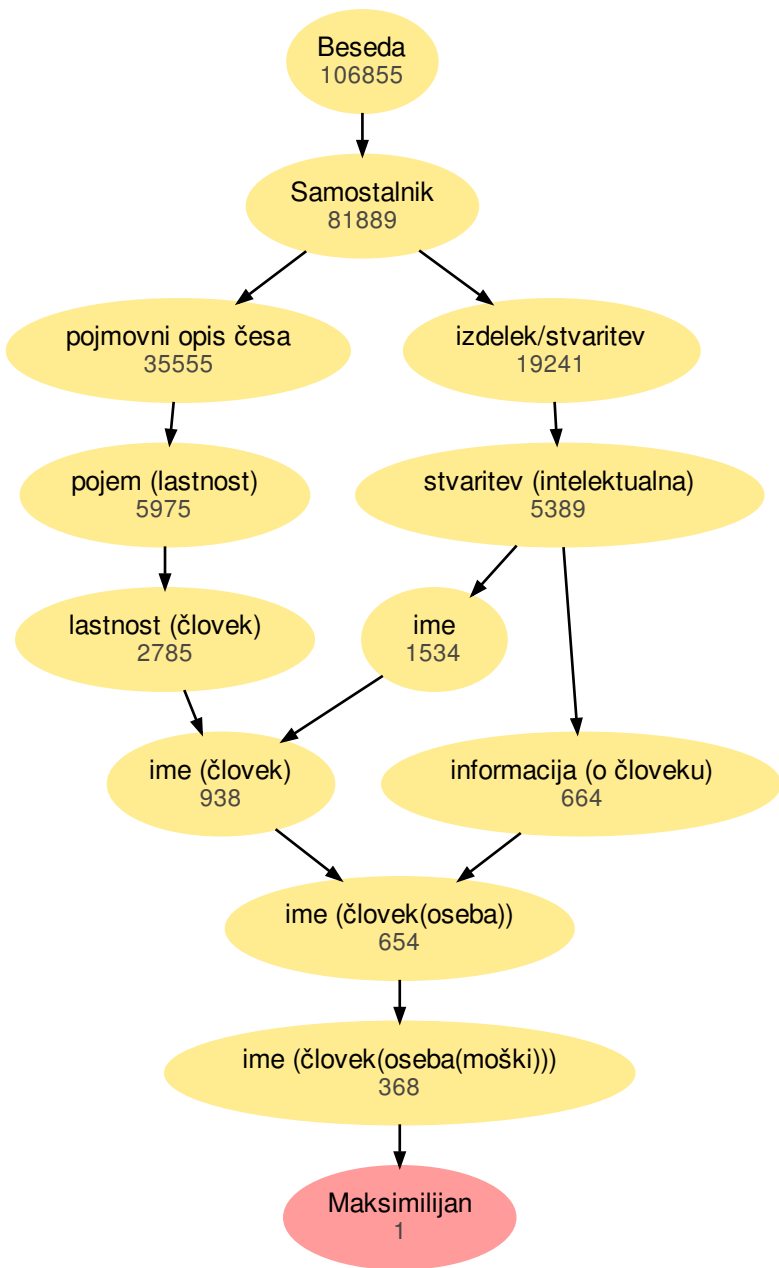 Beseda
106855
Samostalnik
81889
pojmovni opis česa
35555
izdelek/stvaritev
19241
pojem (lastnost)
5975
stvaritev (intelektualna)
5389
lastnost (človek)
2785
ime
1534
ime (človek)
938
informacija (o človeku)
664
ime (človek(oseba))
654
ime (človek(oseba(moški)))
368
Maksimilijan
1